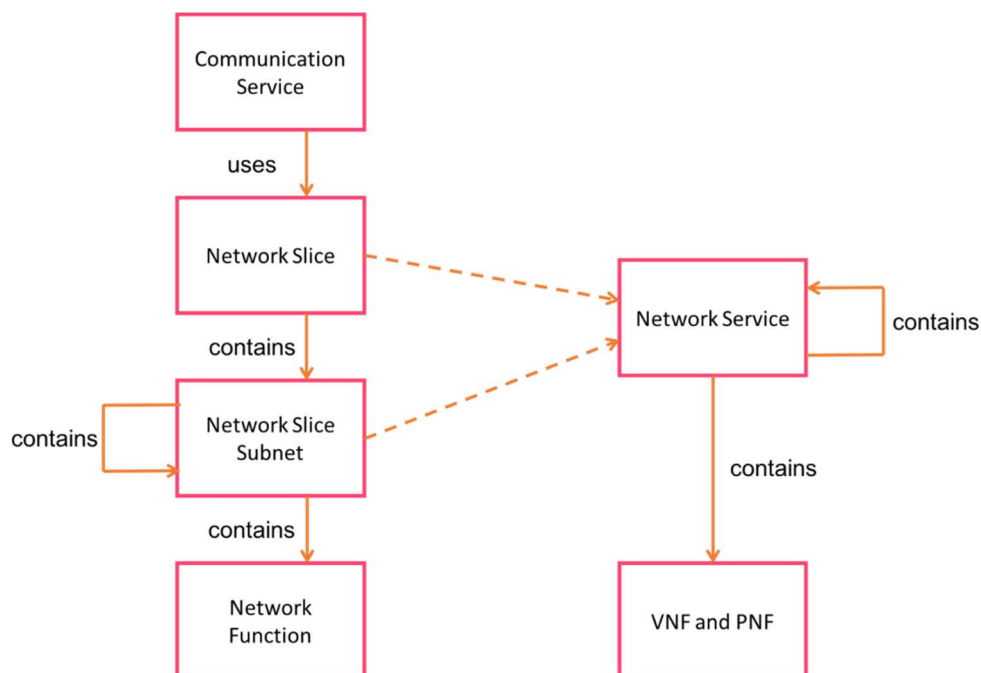 Communication
Service
uses
Network Slice
Network Service
contains
contains
Network Slice
Subnet
contains
contains
contains
Network
Function
VNF and PNF